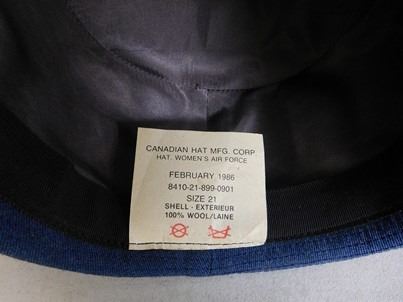 CANADIAN HAT MFG. CORP.
HAT, WOMEN'S AIR FORCE
FEBRUARY 1986
8410-21-899-0901
SIZE 21
SHELL - EXTERIEUR
100% WOOL/LAINE